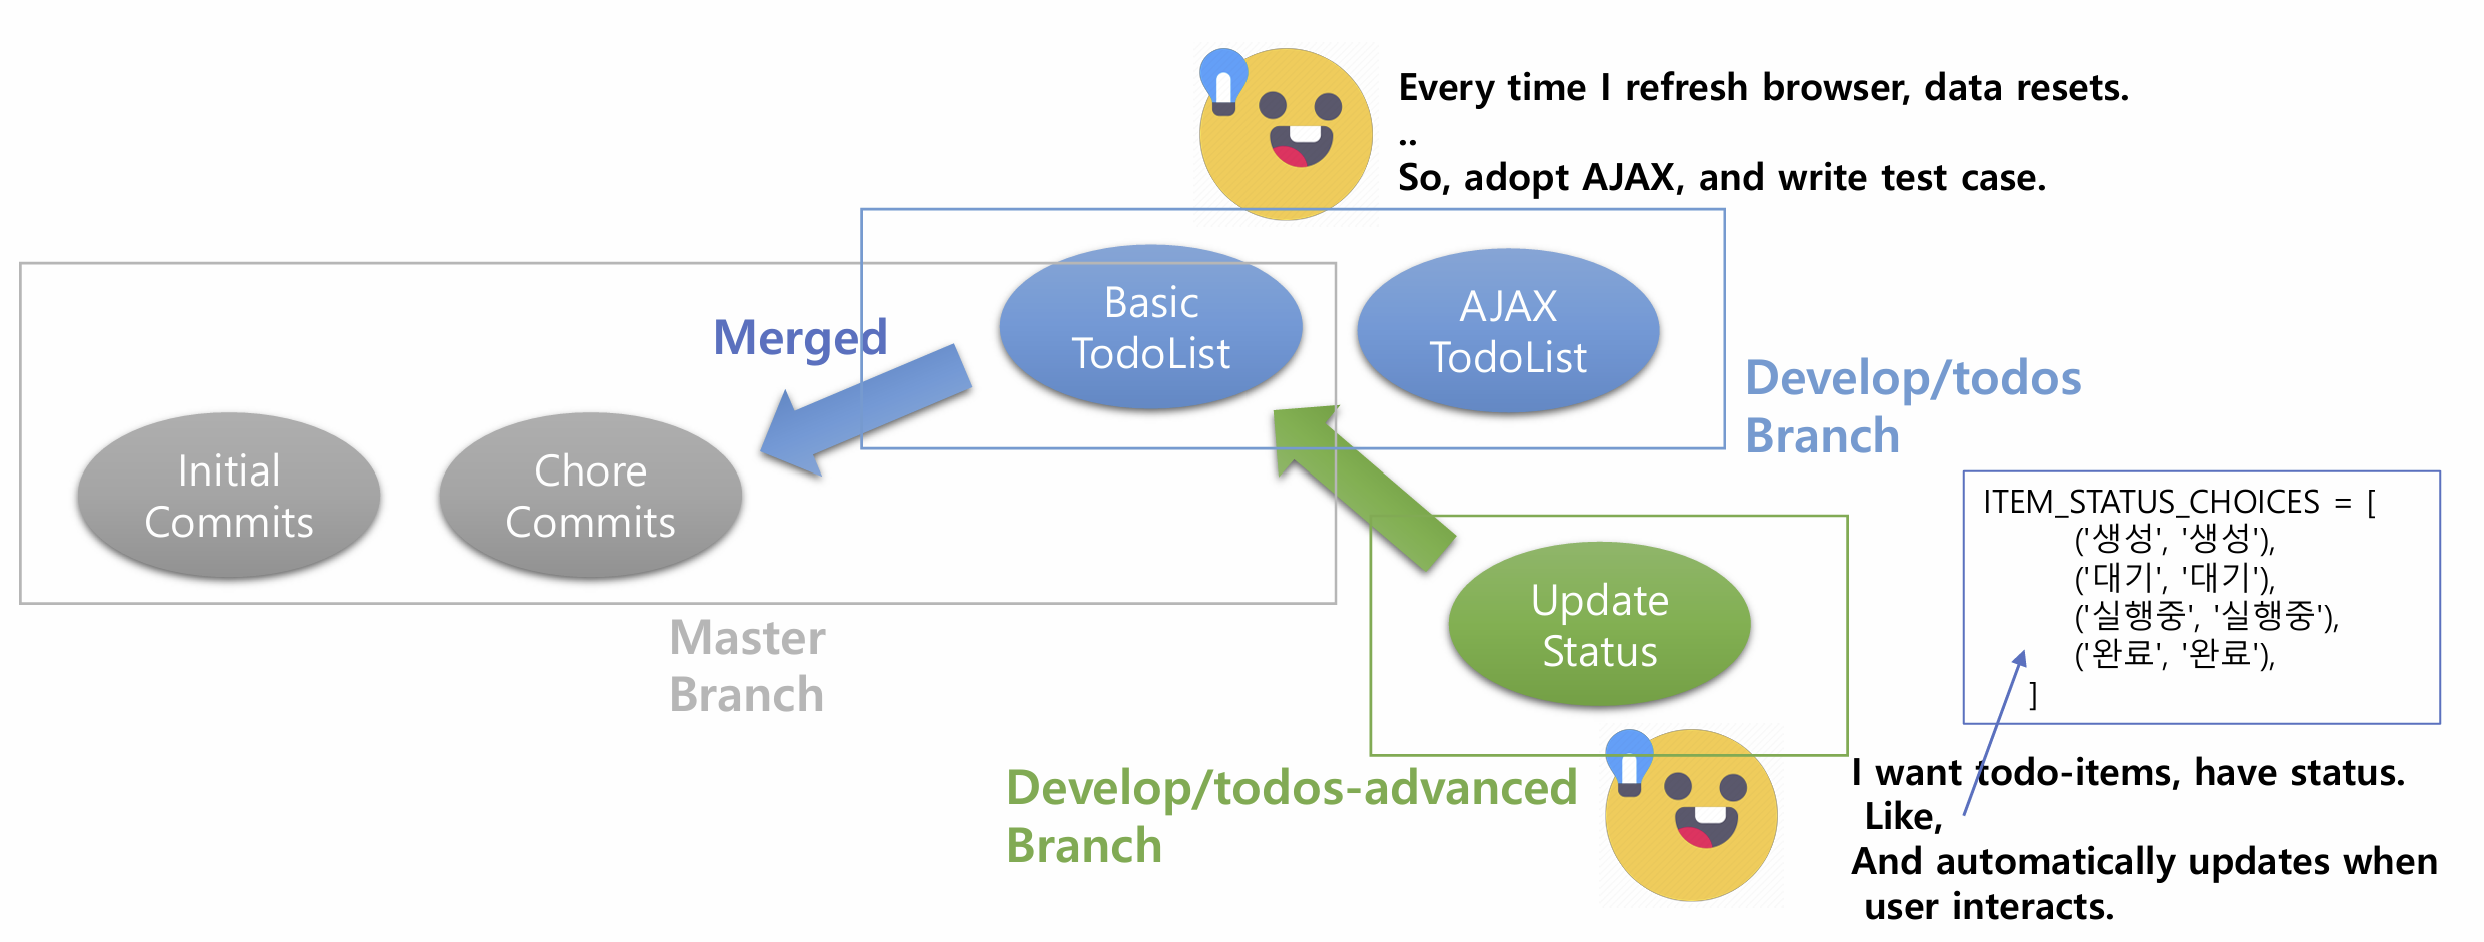 Every time I refresh browser, data resets.
..
So, adopt AJAX, and write test case.
Basic
TodoList
AJAX
TodoList
Merged
Develop/todos
Branch
Initial
Commits
Chore
Commits
Master
Branch
Update
Status
Develop/todos-advanced
Branch
ITEM_STATUS_CHOICES = [
('생성', '생성'),
('대기', '대기'),
('실행중', '실행중'),
('완료', '완료'),
]
I want todo-items, have status.
Like,
And automatically updates when
user interacts.